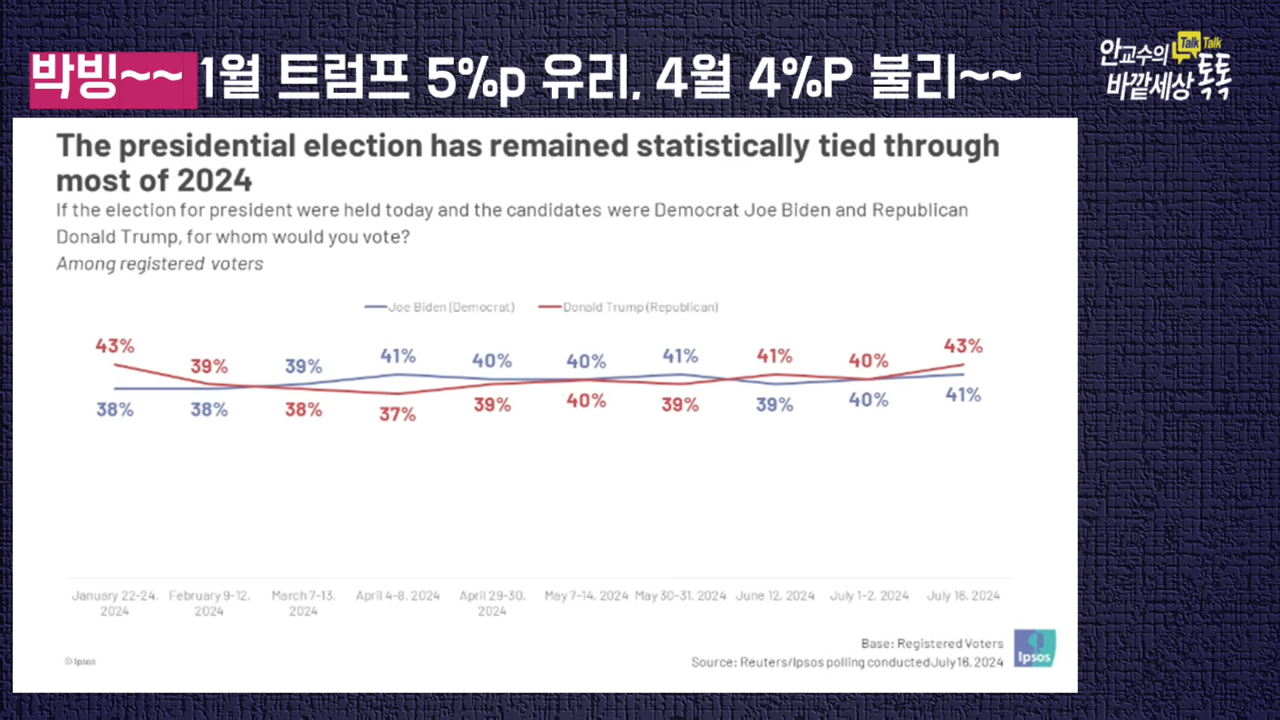 박빙~~ 1월 트럼프 5%p 유리, 4월 4%P 불리~~
안교수의 Talk Talk
바깥세상 톡톡
The presidential election has remained statistically tied through
most of 2024
If the election for president were held today and the candidates were Democrat Joe Biden and Republican
Donald Trump, for whom would you vote?
Among registered voters
Joe Biden (Democrat) Donald Trump (Republican)
43% 39% 39% 41% 40% 40% 41% 41% 40% 43%
38% 38% 38% 37% 39% 40% 39% 39% 40% 41%
January 22-24, February 9-12, March 7-13, April 4-8, 2024 April 29-30, May 7-14, 2024 May 30-31, 2024 June 12, 2024 July 1-2, 2024 July 16, 2024
2024 2024 2024 2024
Base: Registered Voters
Source: Reuters/Ipsos polling conducted July 16, 2024
Ipsos
© Ipsos